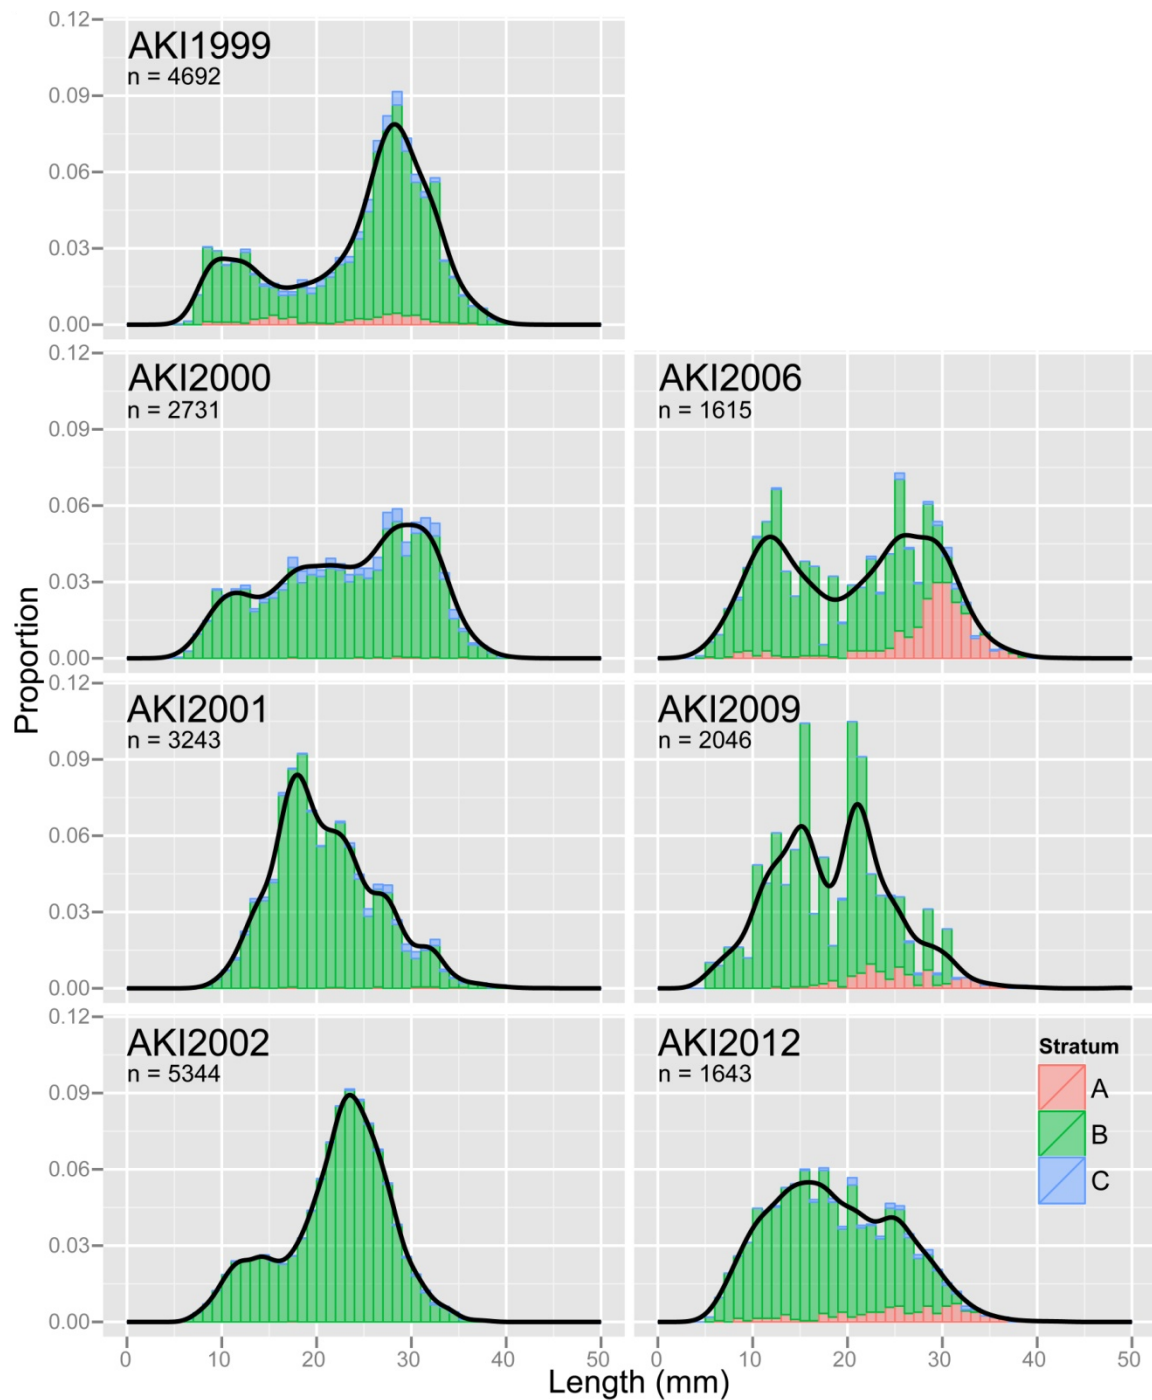 0.12
0.09
0.06
0.03
0.00
AKI1999
n = 4692
0.12
0.09
0.06
0.03
0.00
AKI2000
n = 2731
AKI2006
n = 1615
0.12
0.09
0.06
0.03
0.00
AKI2001
n = 3243
AKI2009
n = 2046
0.12
0.09
0.06
0.03
0.00
AKI2002
n = 5344
AKI2012
n = 1643
Stratum
A
B
C
0 10 20 30 40 50
0 10 20 30 40 50
Proportion
Length (mm)